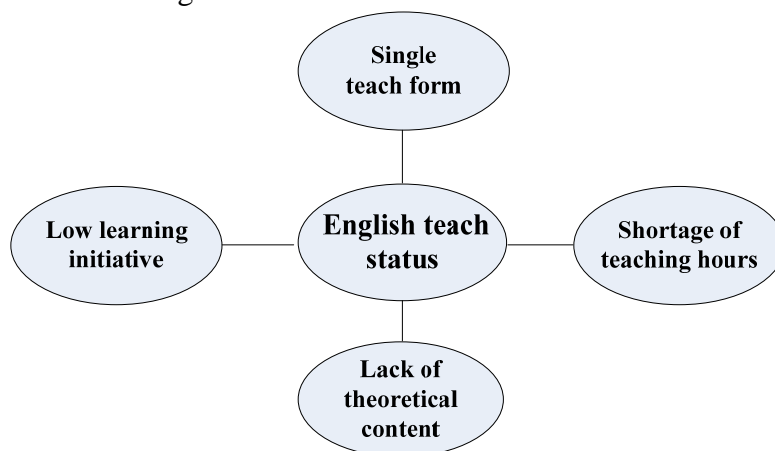 Single
teach form
Low learning
initiative
English teach
status
Shortage of
teaching hours
Lack of
theoretical
content